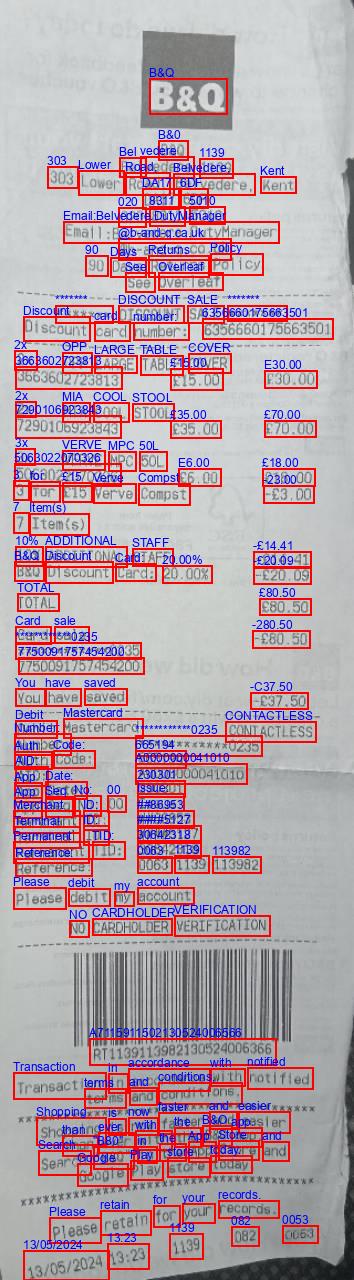 B&Q
B&Q
Belvedere 1139
303 Lower Road, Belvedere, Kent
DA17 6DF
020 8311 5010
Email:Belvedere.DutyManager
@b-and-q.co.uk
90 Days Returns Policy
See Overleaf
******* DISCOUNT SALE *******
Discount card number: 6356660175663501
2x OPP LARGE TABLE COVER
3663602723813 £15.00 £30.00
2x MIA COOL STOOL
7290106923843 £35.00 £70.00
3x VERVE MPC 50L
5063022070326 £6.00 £18.00
3 for £15 Verve Compst -£3.00
7 Item(s)
10% ADDITIONAL STAFF -£14.41
B&Q Discount Card: 20.00% -£20.09
TOTAL £80.50
Card sale -£80.50
************0235
7750091757454200
You have saved -£37.50
Debit Mastercard CONTACTLESS
Number: ************0235
Auth Code: 665194
AID: A0000000041010
App Date: 230301
App Seq No: 00 Issue:
Merchant ID: ###86953
Terminal ID: ####5127
Permanent TID: 30642318
Reference: 0063 1139 113982
Please debit my account
NO CARDHOLDER VERIFICATION
RT1139113982130524006366
Transaction in accordance with notified
terms and conditions.
Shopping is now faster and easier
than ever with the B&Q app.
Search "B&Q" in the App Store and
Google Play store today
Please retain for your records.
13/05/2024 13:23 1139 082 0063